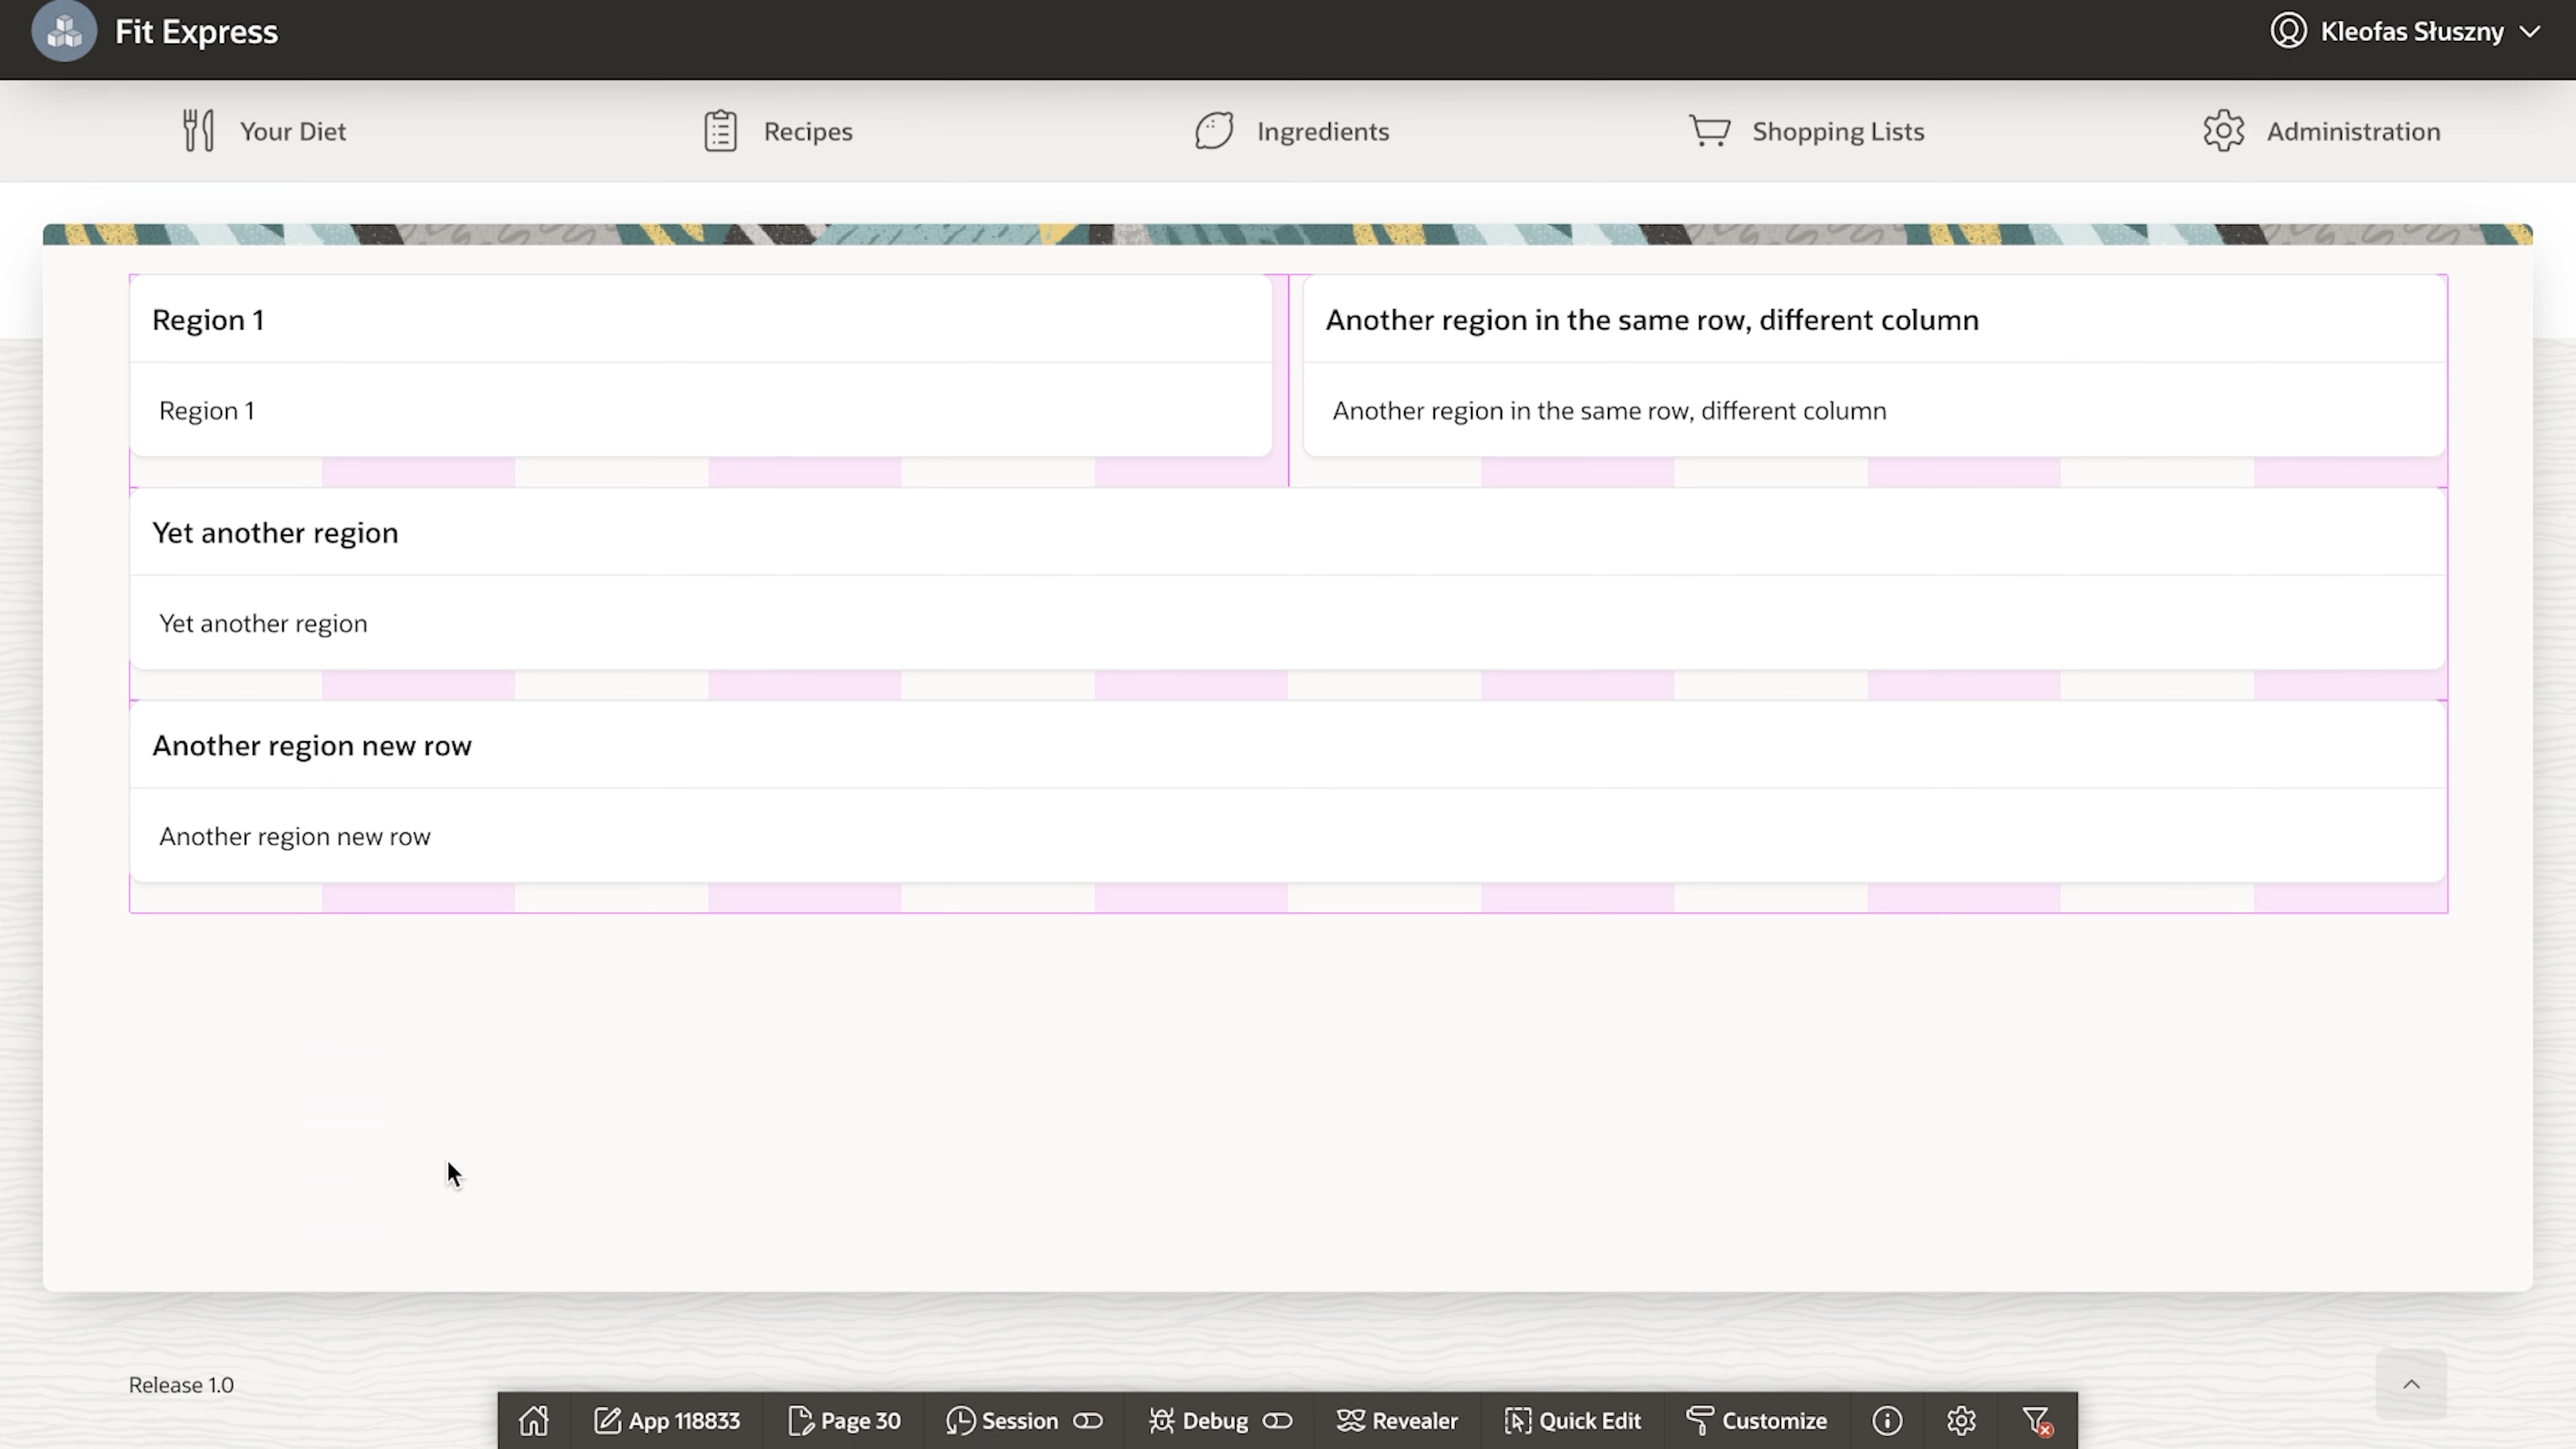 Fit Express
Kleofas Słuszny
Your Diet
Recipes
Ingredients
Shopping Lists
Administration
Region 1
Another region in the same row, different column
Region 1
Another region in the same row, different column
Yet another region
Yet another region
Another region new row
Another region new row
Release 1.0
App 118833
Page 30
Session
Debug
Revealer
Quick Edit
Customize